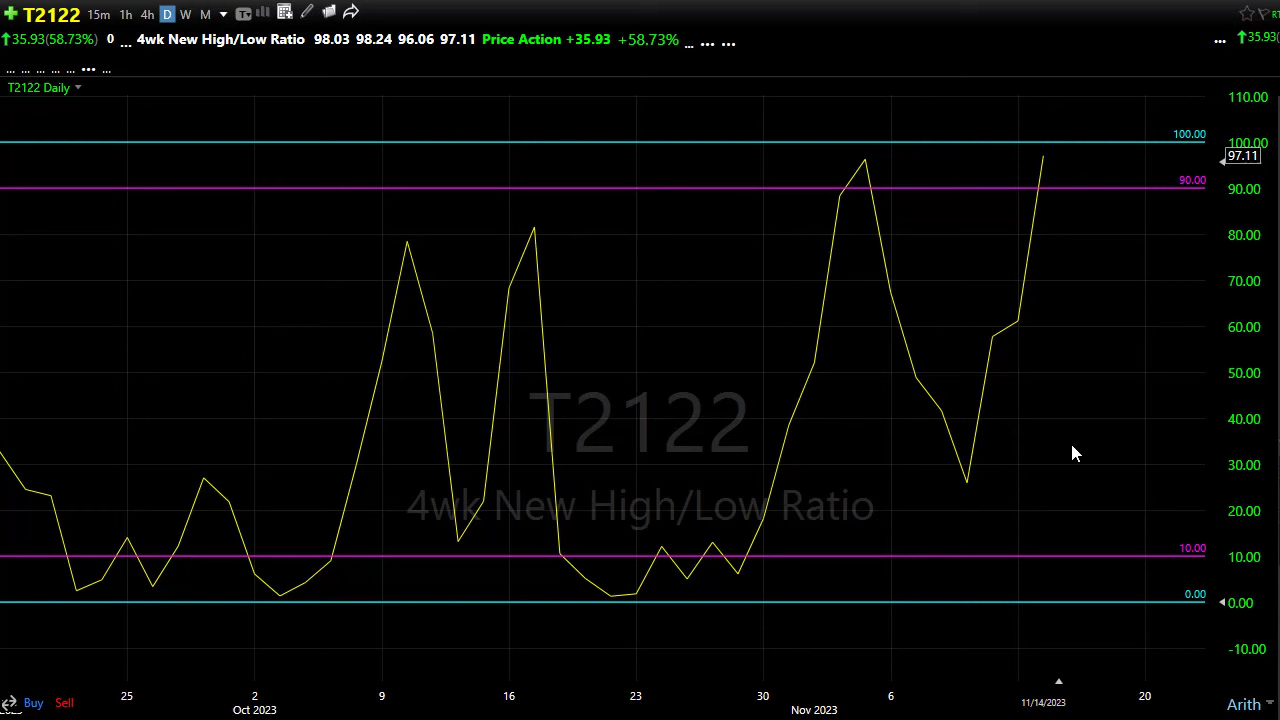 T2122 15m 1h 4h D W M T
35.93(58.73%) 0 ... 4wk New High/Low Ratio 98.03 98.24 96.06 97.11 Price Action +35.93 +58.73% ... ... ... ... 35.93(
... ... ... ... ... ... ...
T2122 Daily
110.00
100.00 100.00
97.11
90.00 90.00
80.00
70.00
60.00
50.00
T2122
40.00
30.00
4wk New High/Low Ratio
20.00
10.00 10.00
0.00 0.00
-10.00
25 2 9 16 23 30 6 11/14/2023 20
Buy Sell
Oct 2023 Nov 2023
Arith